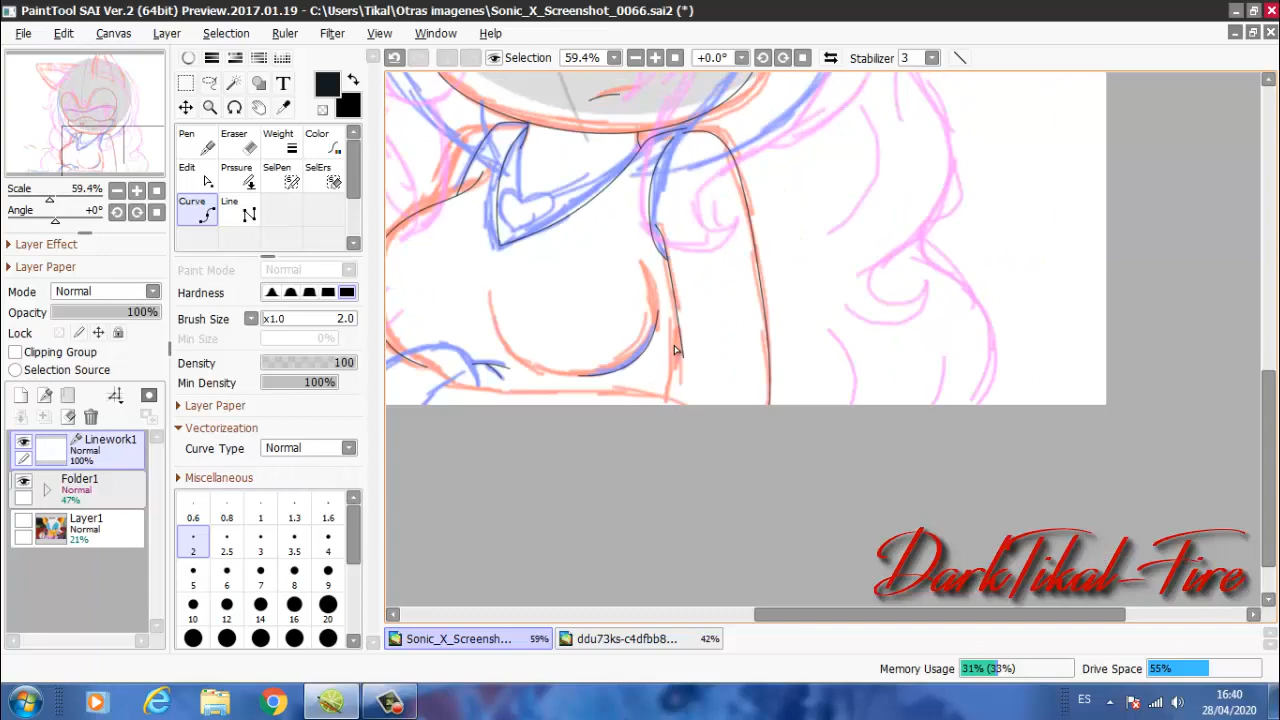 PaintTool SAI Ver.2 (64bit) Preview.2017.01.19 - C:\Users\Tikal\Otras imagenes\Sonic_X_Screenshot_0066.sai2 (*)
File Edit Canvas Layer Selection Ruler Filter View Window Help
Selection 59.4% +0.0° Stabilizer 3
Scale 59.4%
Angle +0°
Layer Effect
Layer Paper
Mode Normal
Opacity 100%
Lock
Clipping Group
Selection Source
Linework1
Normal
100%
Folder1
Normal
47%
Layer1
Normal
21%
T
Pen Eraser Weight Color
Edit Prssure SelPen SelErs
Curve Line
Paint Mode Normal
Hardness
Brush Size x1.0 2.0
Min Size 0%
Density 100
Min Density 100%
Layer Paper
Vectorization
Curve Type Normal
Miscellaneous
0.6 0.8 1 1.3 1.6
2 2.5 3 3.5 4
5 6 7 8 9
10 12 14 16 20
DarkTikal-Fire
Sonic_X_Screensh... 59% ddu73ks-c4dfbb8... 42%
Memory Usage 31% (33%) Drive Space 55%
ES 16:40
28/04/2020